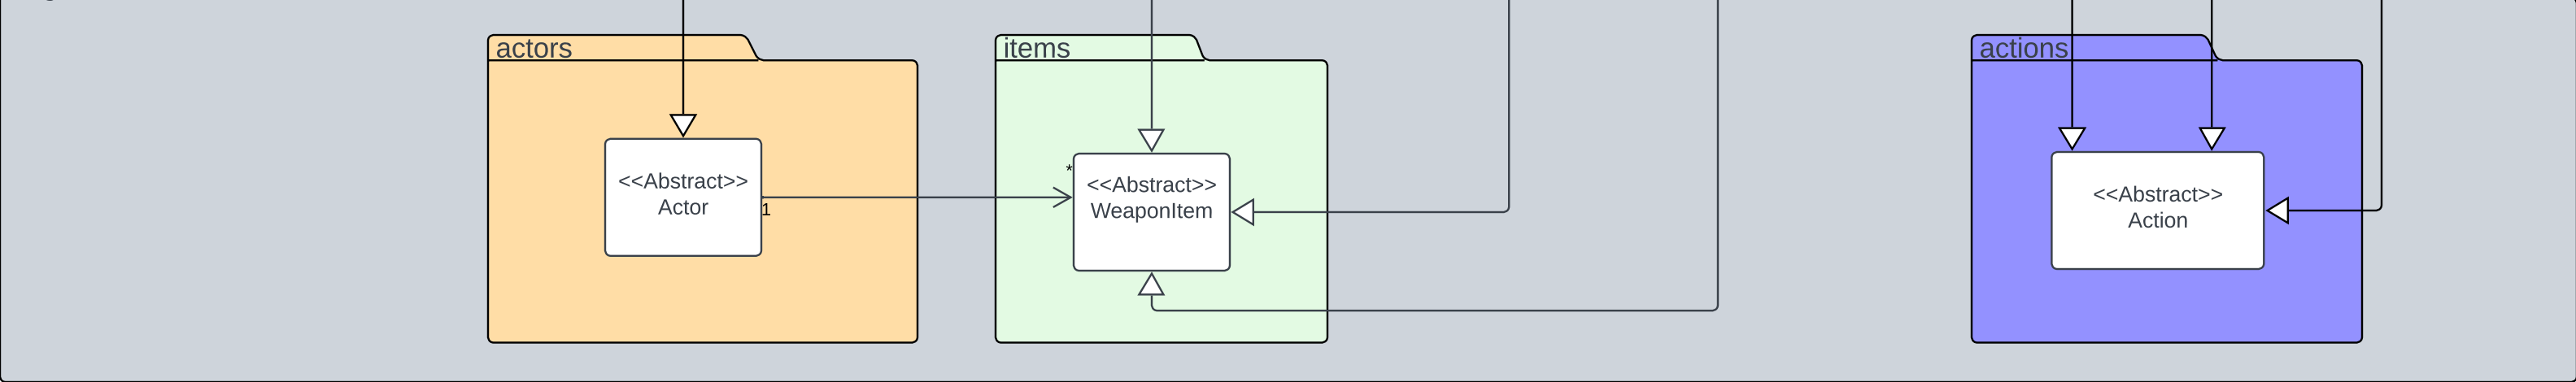 actors
items
actions
<<Abstract>>
Actor
1
*
<<Abstract>>
WeaponItem
<<Abstract>>
Action